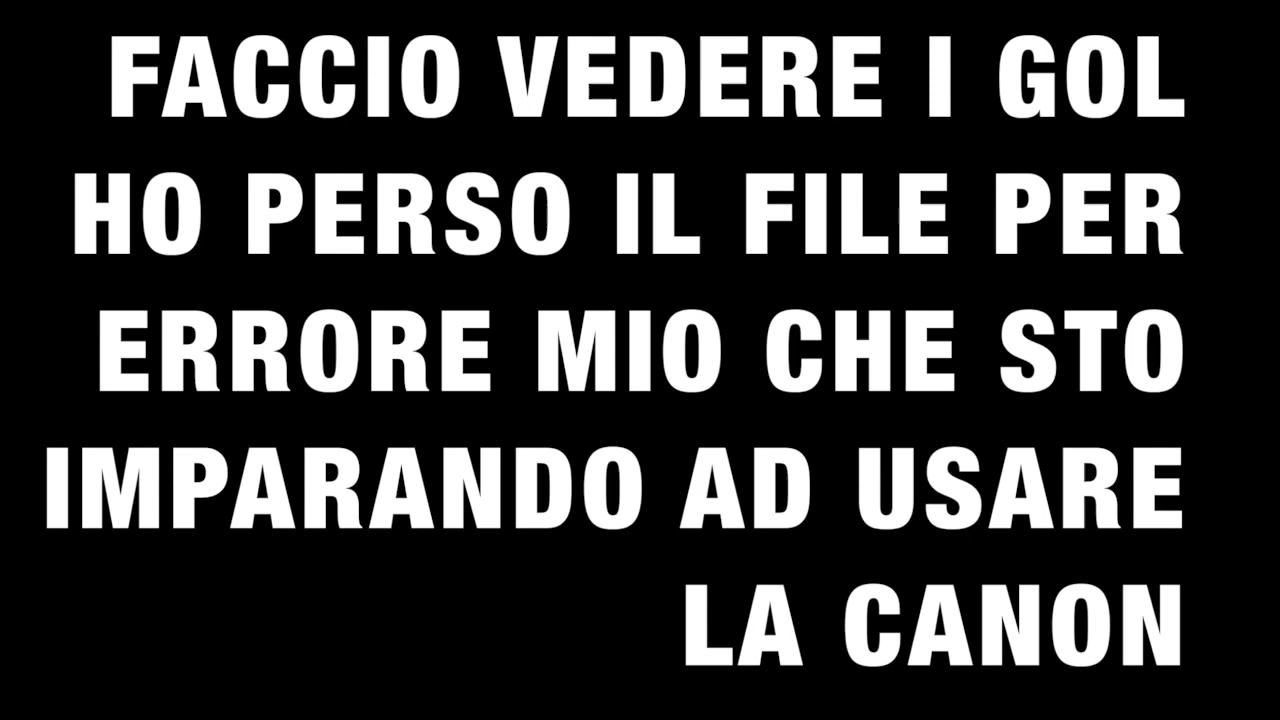 FACCIO VEDERE I GOL
HO PERSO IL FILE PER
ERRORE MIO CHE STO
IMPARANDO AD USARE
LA CANON